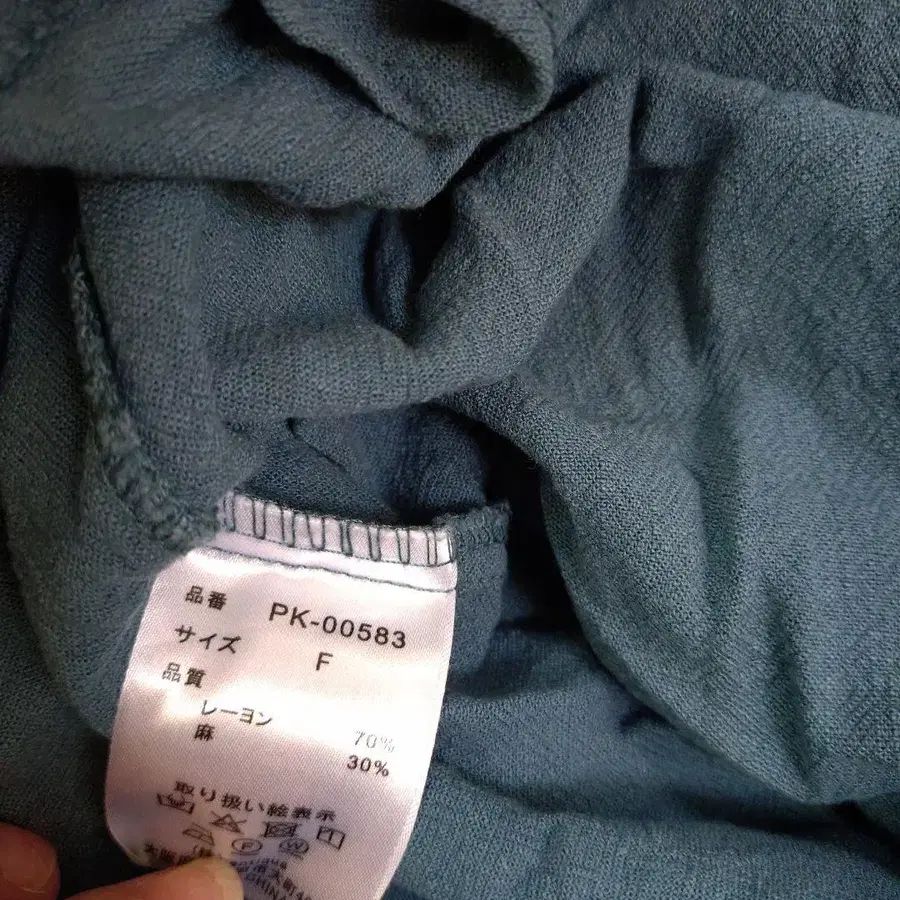 品番 PK-00583
サイズ F
品質
レーヨン 70%
麻 30%
取り扱い絵表示
F W